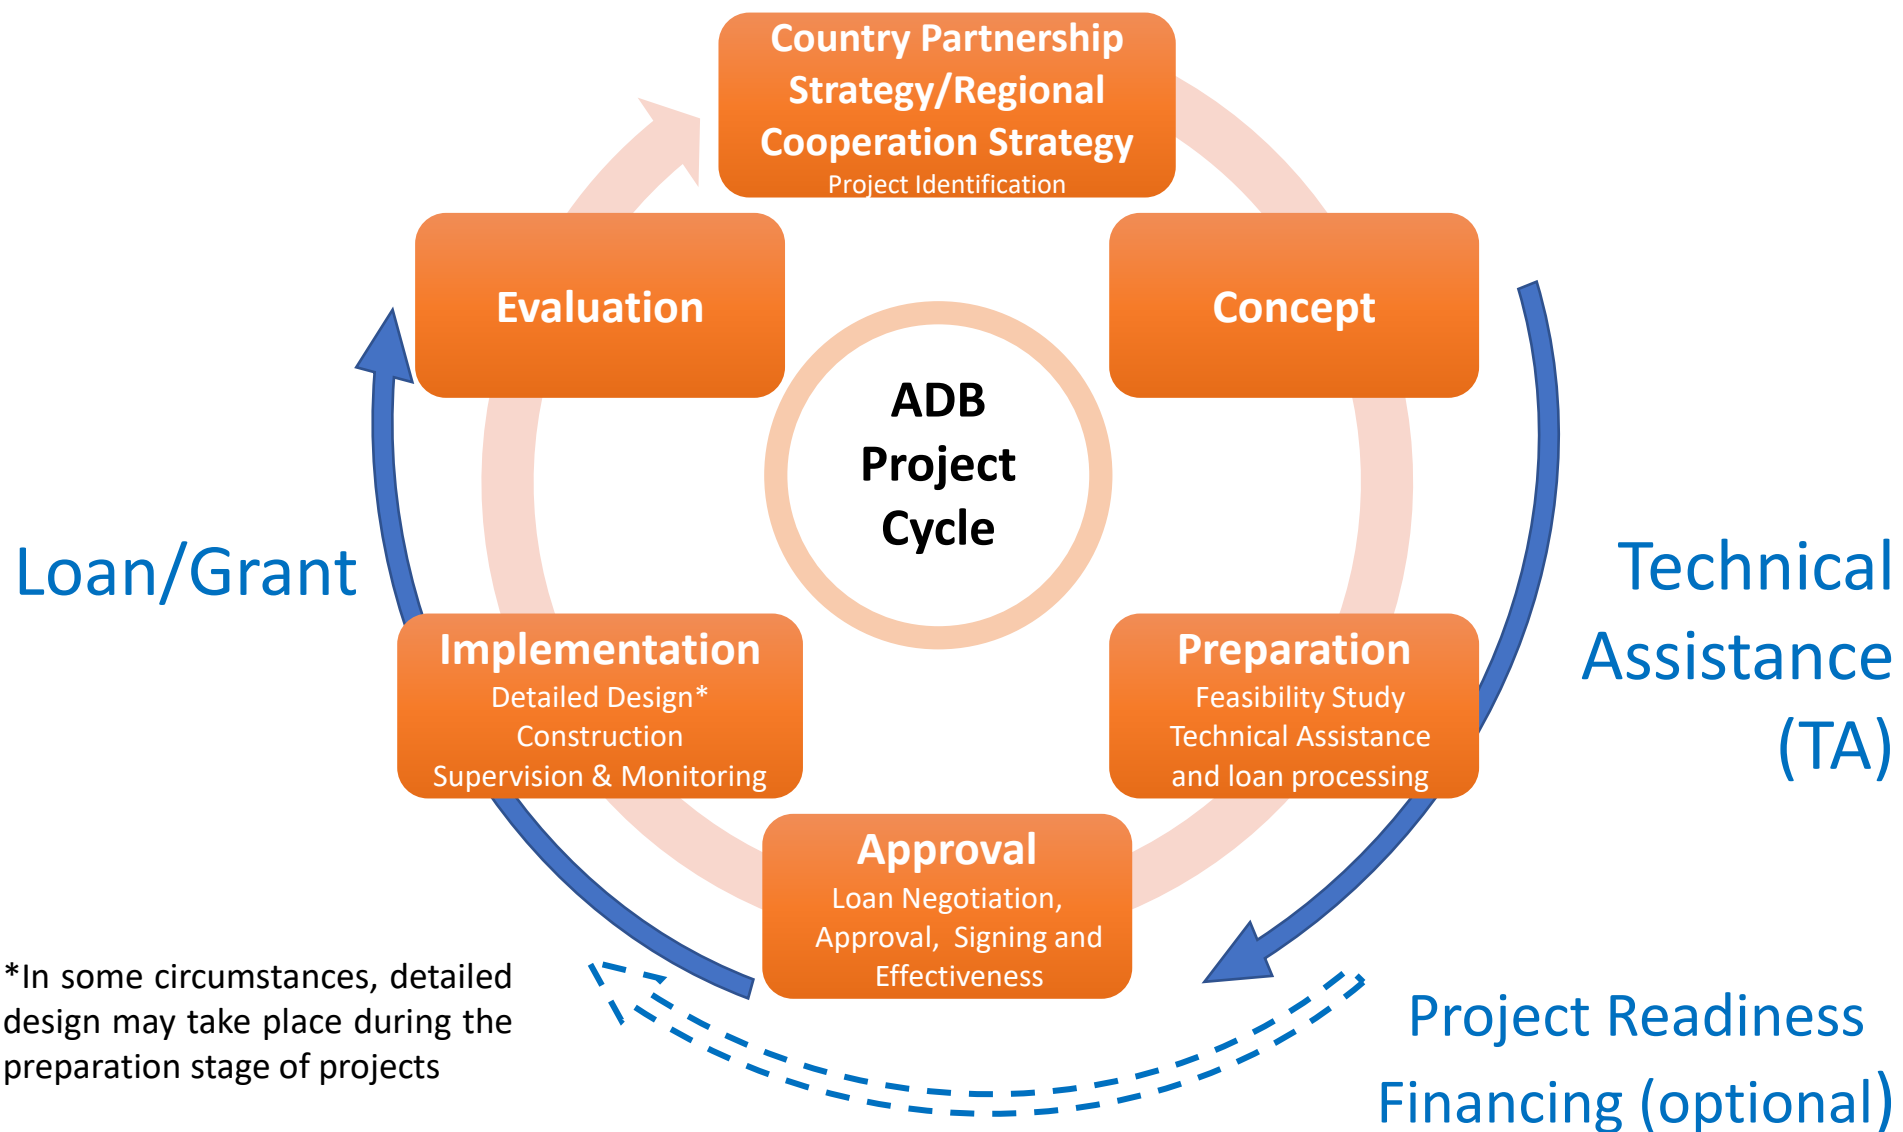 Country Partnership
Strategy/Regional
Cooperation Strategy
Project Identification
Evaluation
Concept
ADB
Project
Cycle
Loan/Grant
Technical
Assistance
(TA)
Implementation
Detailed Design*
Construction
Supervision & Monitoring
Preparation
Feasibility Study
Technical Assistance
and loan processing
Approval
Loan Negotiation,
Approval, Signing and
Effectiveness
*In some circumstances, detailed
design may take place during the
preparation stage of projects
Project Readiness
Financing (optional)